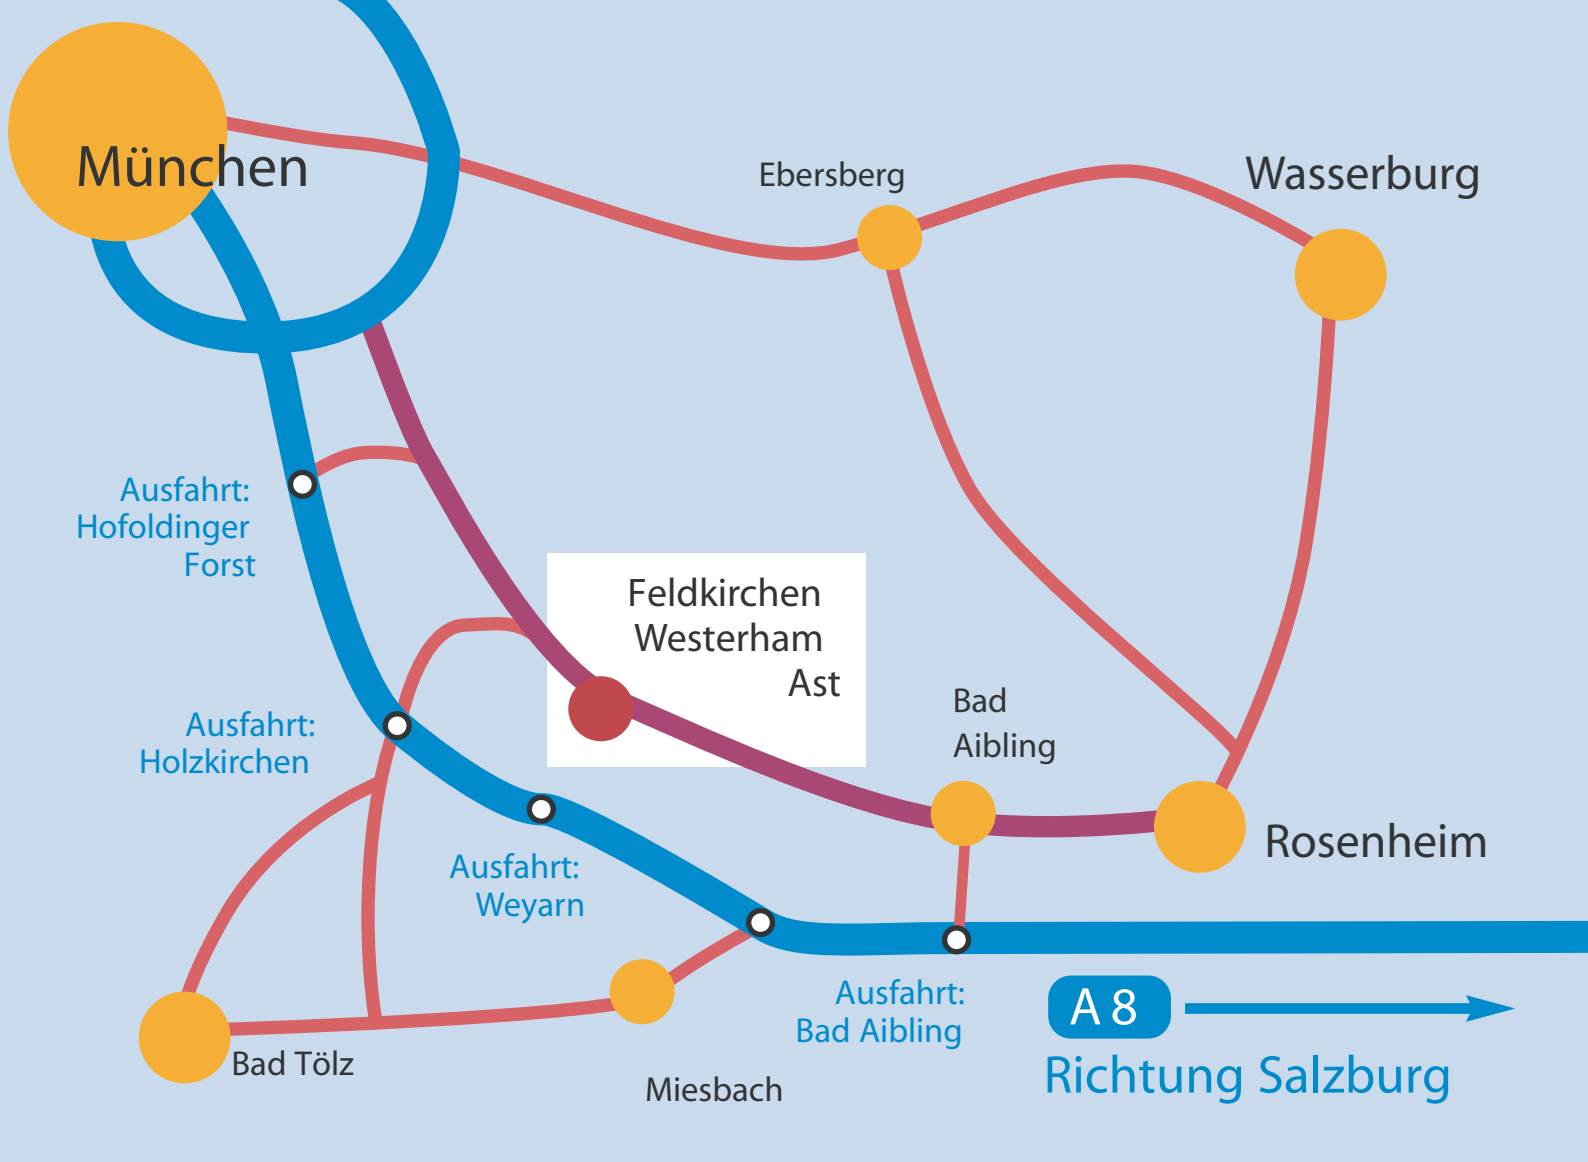 München
Ebersberg
Wasserburg
Ausfahrt:
Hofoldinger
Forst
Feldkirchen
Westerham
Ast
Bad
Aibling
Ausfahrt:
Holzkirchen
Rosenheim
Ausfahrt:
Weyarn
Ausfahrt:
Bad Aibling
A 8
Richtung Salzburg
Bad Tölz
Miesbach